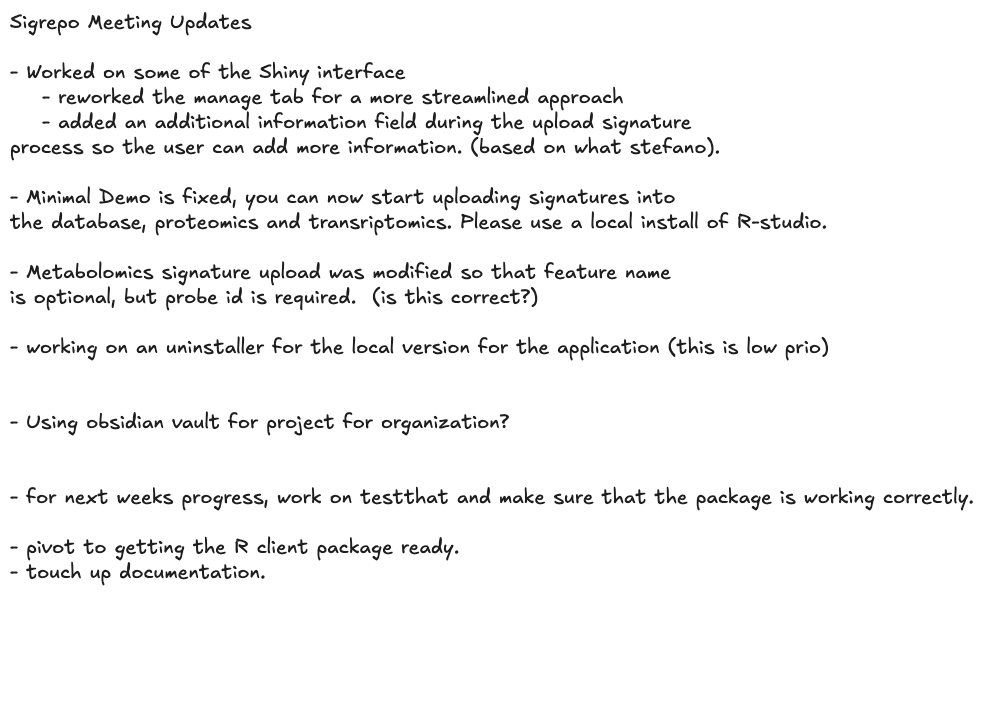 Sigrepo Meeting Updates
- Worked on some of the Shiny interface
- reworked the manage tab for a more streamlined approach
- added an additional information field during the upload signature
process so the user can add more information. (based on what stefano).
- Minimal Demo is fixed, you can now start uploading signatures into
the database, proteomics and transriptomics. Please use a local install of R-studio.
- Metabolomics signature upload was modified so that feature name
is optional, but probe id is required.  (is this correct?)
- working on an uninstaller for the local version for the application (this is low prio)
- Using obsidian vault for project for organization?
- for next weeks progress, work on testthat and make sure that the package is working correctly.
- pivot to getting the R client package ready.
- touch up documentation.